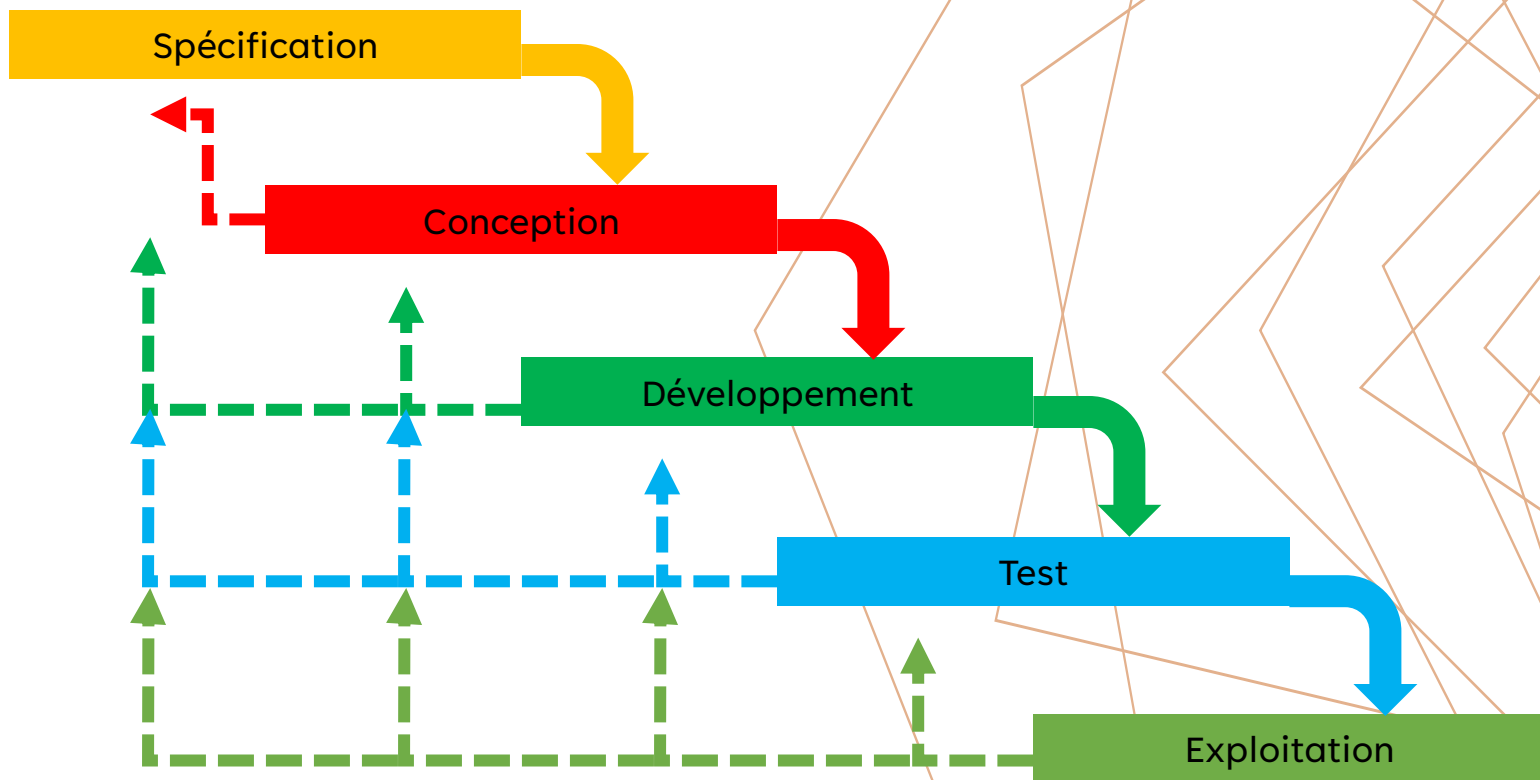 Spécification
Conception
Développement
Test
Exploitation